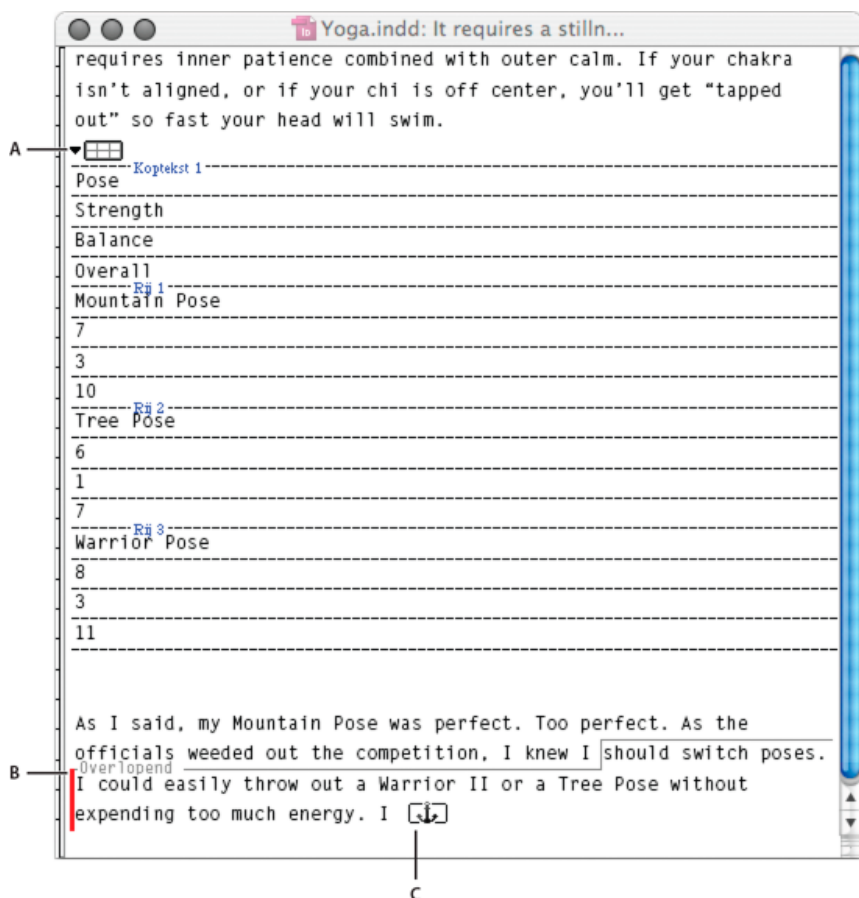 Yoga.indd: It requires a stilln...
requires inner patience combined with outer calm. If your chakra
isn’t aligned, or if your chi is off center, you’ll get “tapped
out” so fast your head will swim.
A
Koptekst 1
Pose
Strength
Balance
Overall
Rij 1
Mountain Pose
7
3
10
Rij 2
Tree Pose
6
1
7
Rij 3
Warrior Pose
8
3
11
As I said, my Mountain Pose was perfect. Too perfect. As the
officials weeded out the competition, I knew I should switch poses.
B
Overlopend
I could easily throw out a Warrior II or a Tree Pose without
expending too much energy. I
C